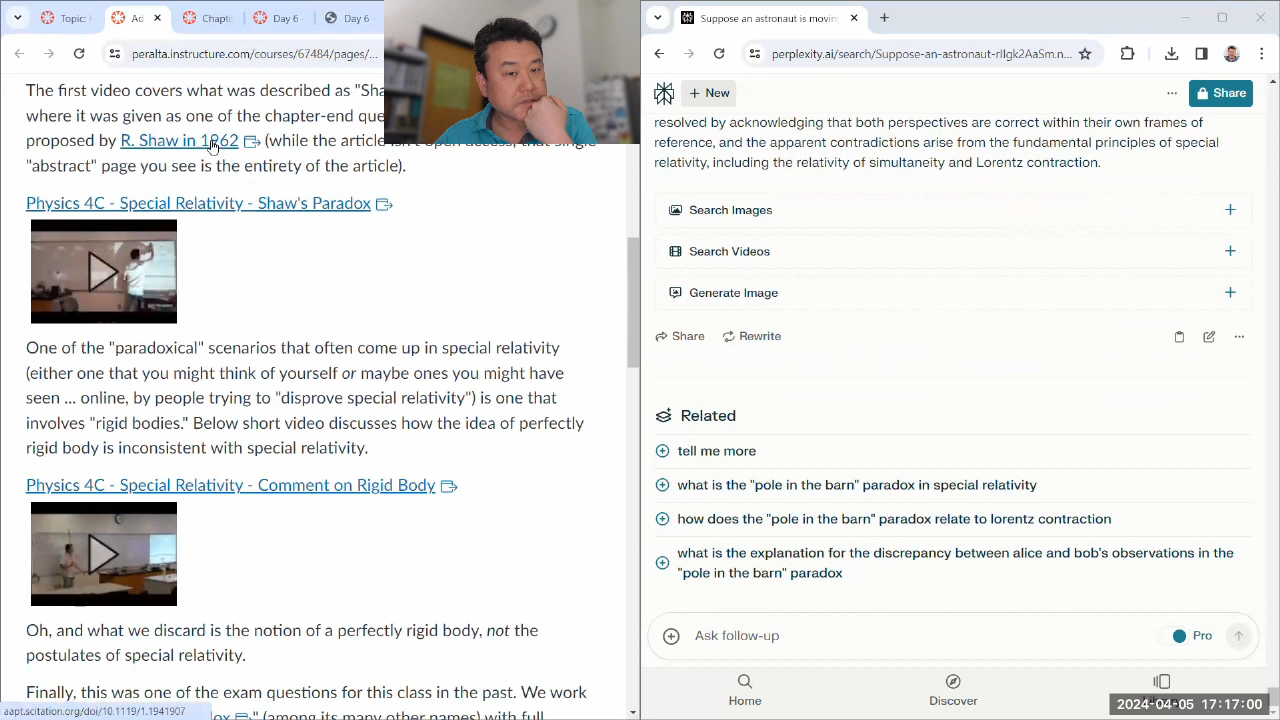 Topic
Ad
Chapte
Day 6
Day 6
peralta.instructure.com/courses/67484/pages/...
The first video covers what was described as "Sha
where it was given as one of the chapter-end que
proposed by R. Shaw in 1962 (while the article isn't open access, that single
"abstract" page you see is the entirety of the article).
Physics 4C - Special Relativity - Shaw's Paradox
One of the "paradoxical" scenarios that often come up in special relativity
(either one that you might think of yourself or maybe ones you might have
seen ... online, by people trying to "disprove special relativity") is one that
involves "rigid bodies." Below short video discusses how the idea of perfectly
rigid body is inconsistent with special relativity.
Physics 4C - Special Relativity - Comment on Rigid Body
Oh, and what we discard is the notion of a perfectly rigid body, not the
postulates of special relativity.
Finally, this was one of the exam questions for this class in the past. We work
ox" (among its many other names) with full
aapt.scitation.org/doi/10.1119/1.1941907
Suppose an astronaut is moving
perplexity.ai/search/Suppose-an-astronaut-rlIgk2AaSm.n...
New
Share
resolved by acknowledging that both perspectives are correct within their own frames of
reference, and the apparent contradictions arise from the fundamental principles of special
relativity, including the relativity of simultaneity and Lorentz contraction.
Search Images
Search Videos
Generate Image
Share
Rewrite
Related
tell me more
what is the "pole in the barn" paradox in special relativity
how does the "pole in the barn" paradox relate to lorentz contraction
what is the explanation for the discrepancy between alice and bob's observations in the
"pole in the barn" paradox
Ask follow-up
Pro
Home
Discover
2024-04-05 17:17:00